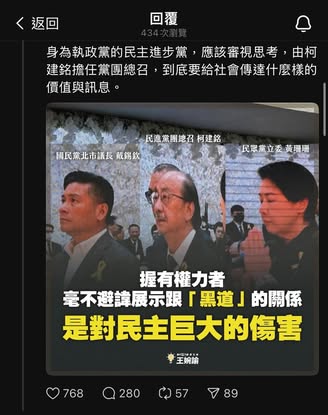 返回
回覆
434 次瀏覽
身為執政黨的民主進步黨，應該審視思考，由柯
建銘擔任黨團總召，到底要給社會傳達什麼樣的
價值與訊息。
民進黨團總召 柯建銘
國民黨北市議長 戴錫欽
民眾黨立委 黃珊珊
握有權力者
毫不避諱展示跟「黑道」的關係
是對民主巨大的傷害
王婉諭
768
280
57
89